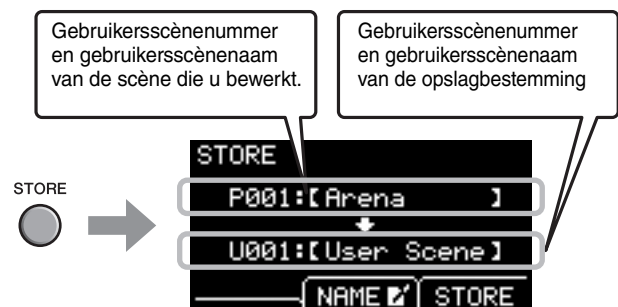 Gebruikersscènenummer
en gebruikersscènenaam
van de scène die u bewerkt.
Gebruikersscènenummer
en gebruikersscènenaam
van de opslagbestemming
STORE
STORE
P001:[Arena ]
U001:[User Scene]
NAME STORE